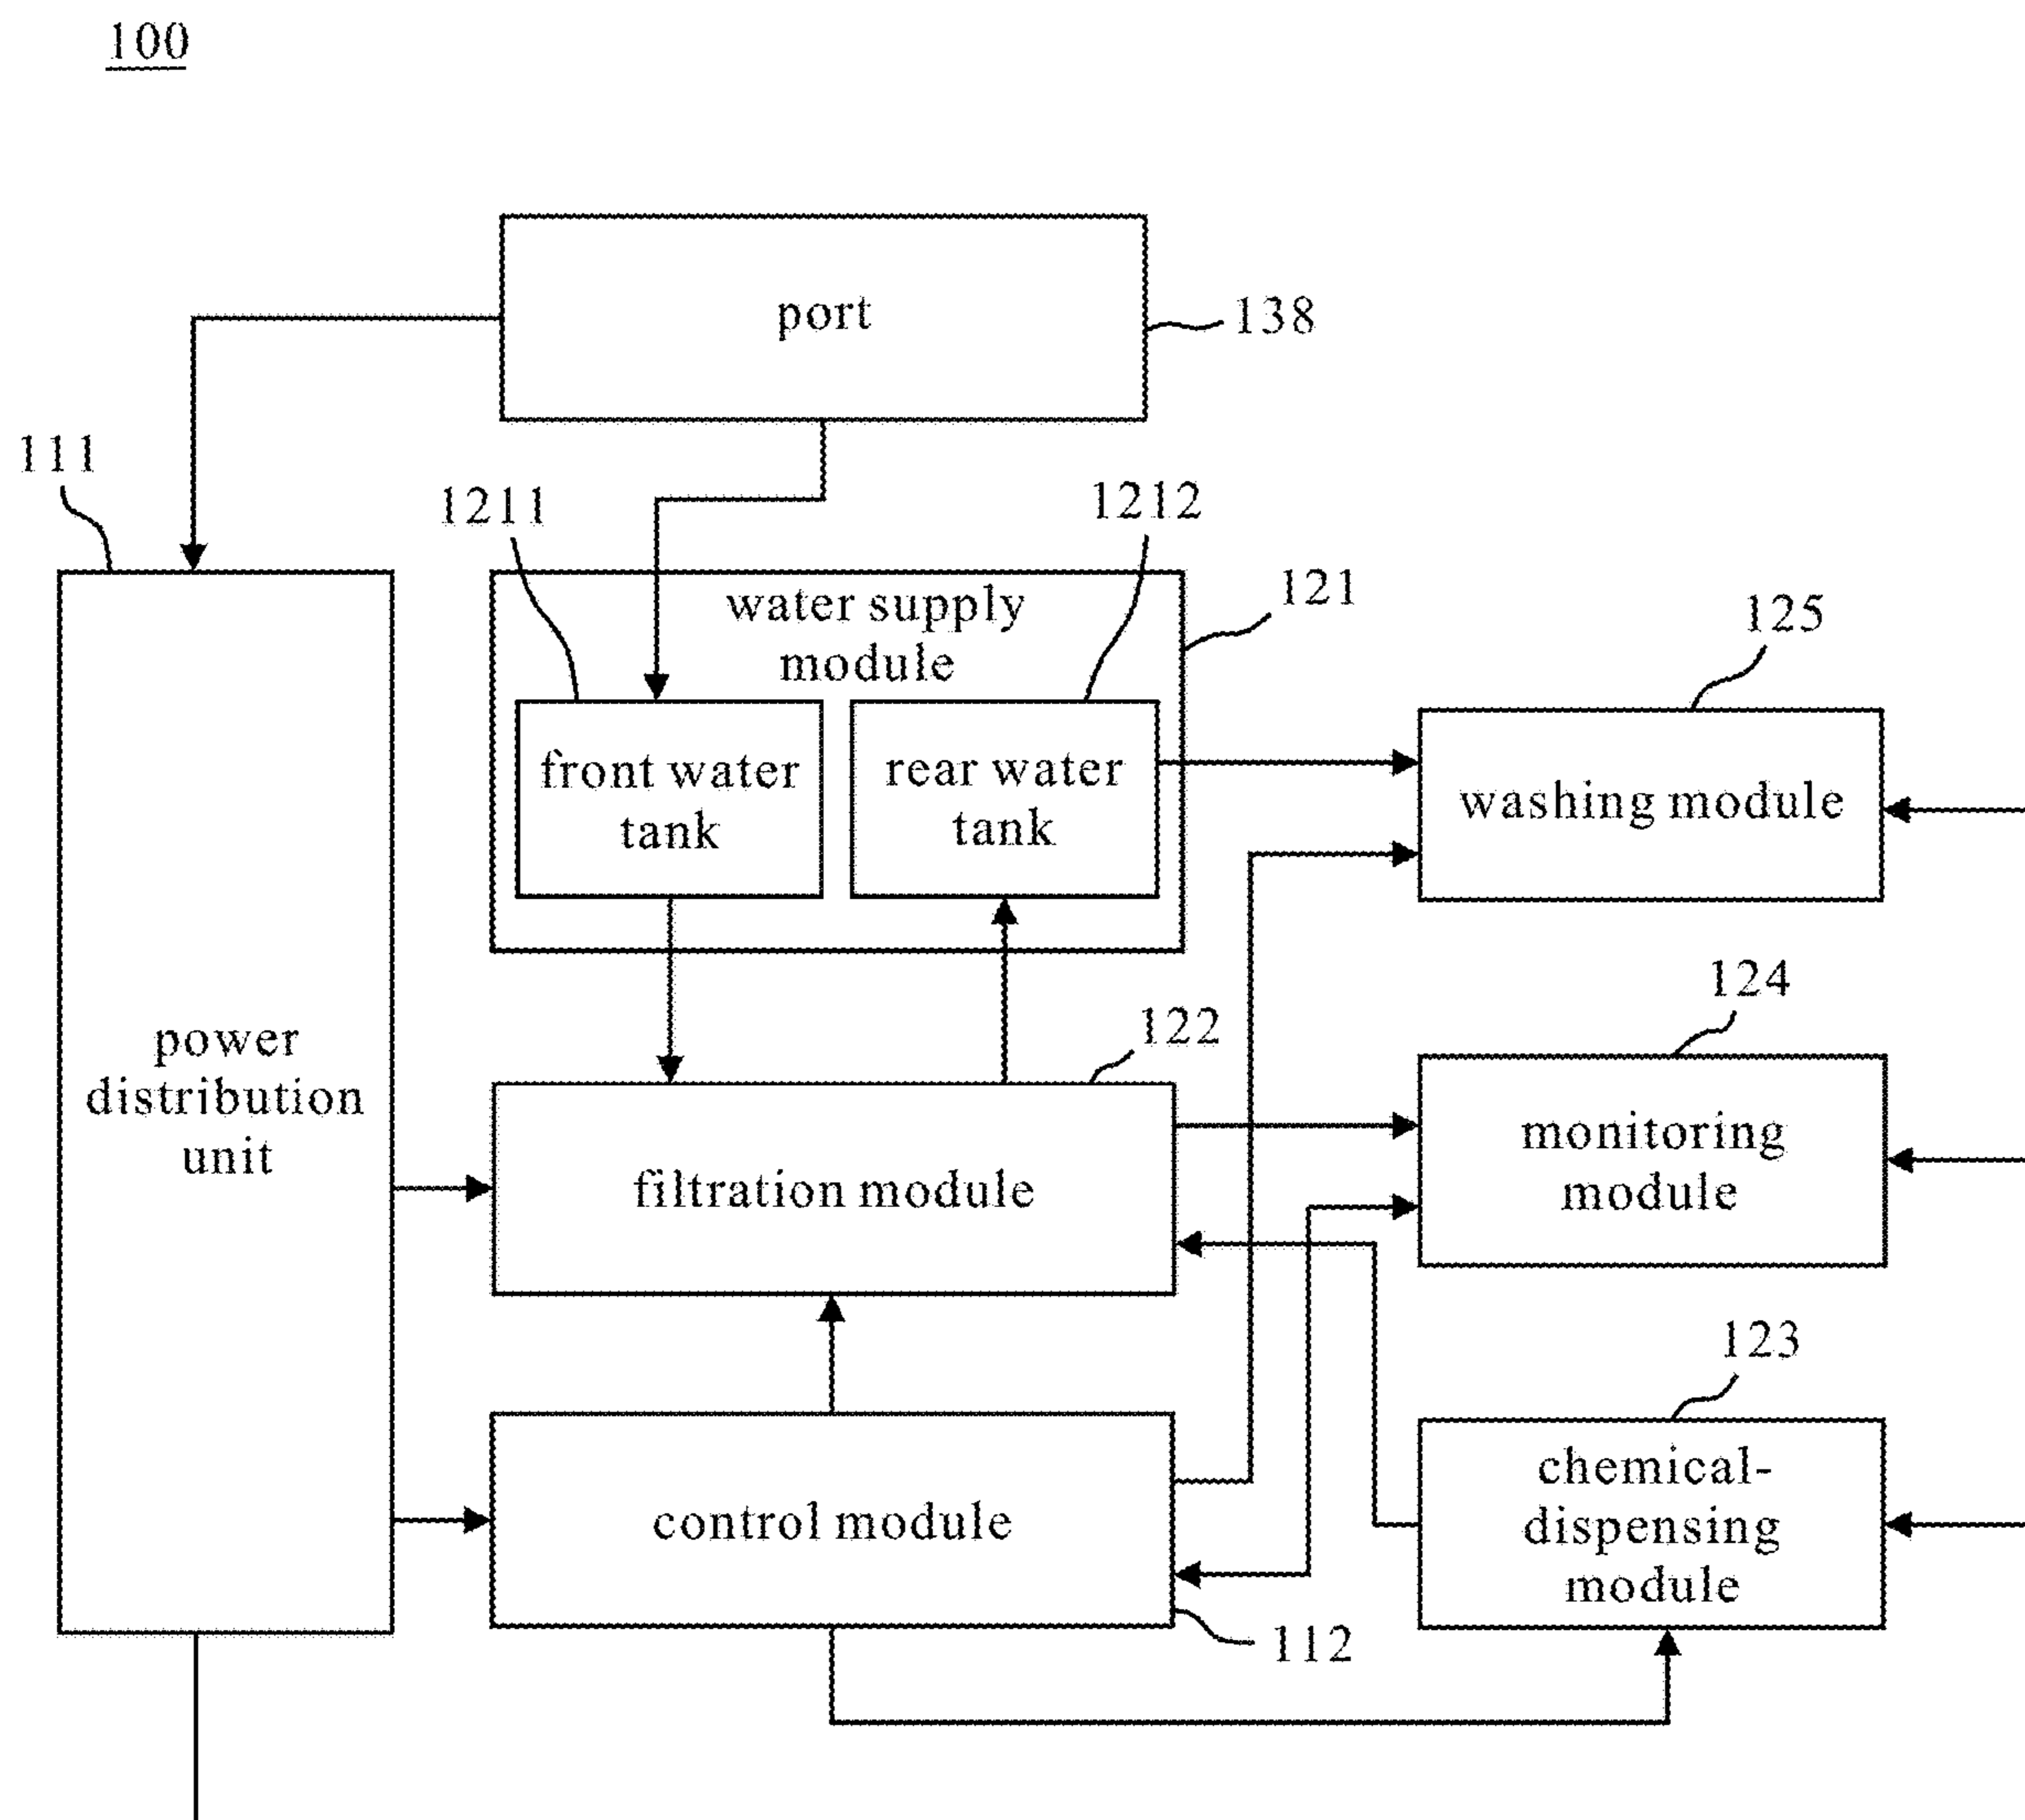 100
port
138
111
1211
1212
water supply
module
121
125
front water
tank
rear water
tank
washing module
124
122
power
distribution
unit
filtration module
monitoring
module
123
control module
chemical-
dispensing
module
112